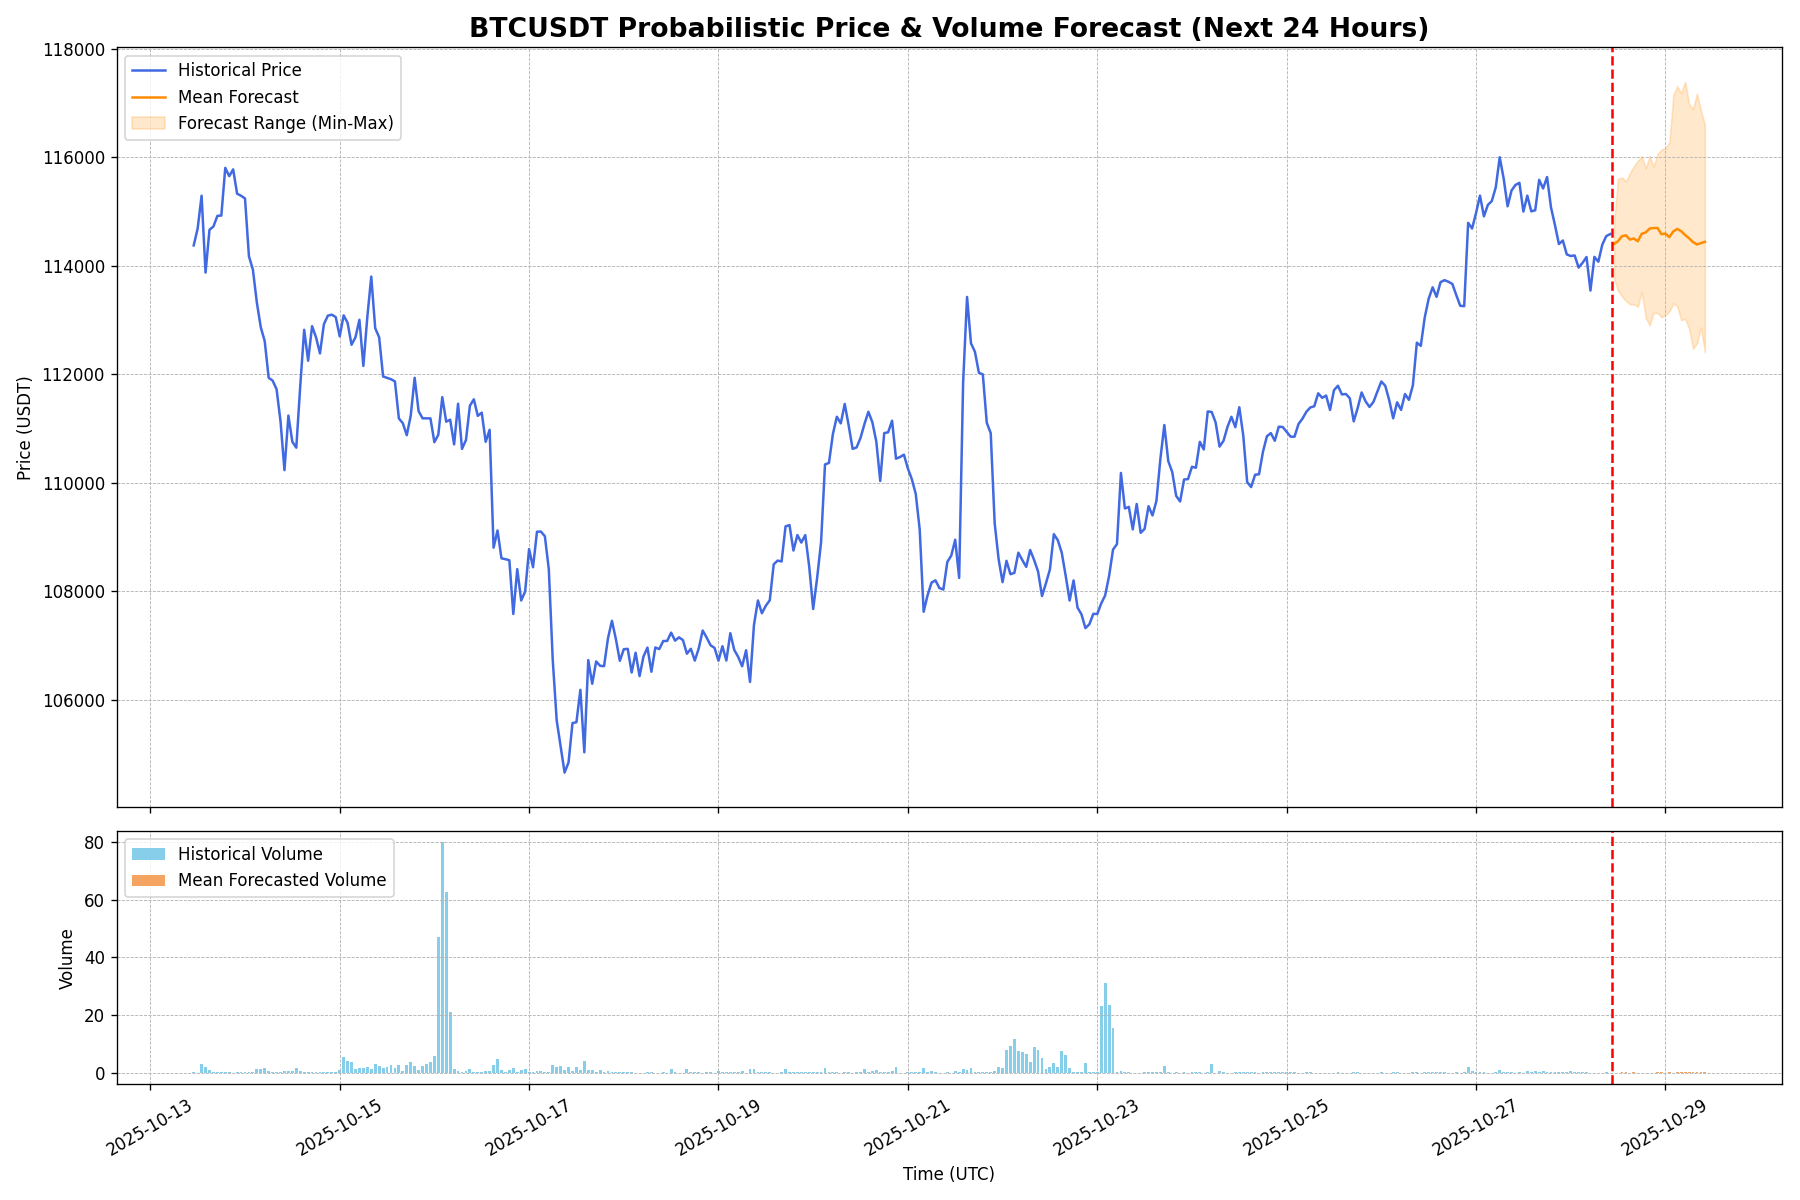 BTCUSDT Probabilistic Price & Volume Forecast (Next 24 Hours)
118000
116000
114000
112000
110000
108000
106000
Price (USDT)
Historical Price
Mean Forecast
Forecast Range (Min-Max)
80
60
40
20
0
Volume
Historical Volume
Mean Forecasted Volume
2025-10-13
2025-10-15
2025-10-17
2025-10-19
2025-10-21
2025-10-23
2025-10-25
2025-10-27
2025-10-29
Time (UTC)